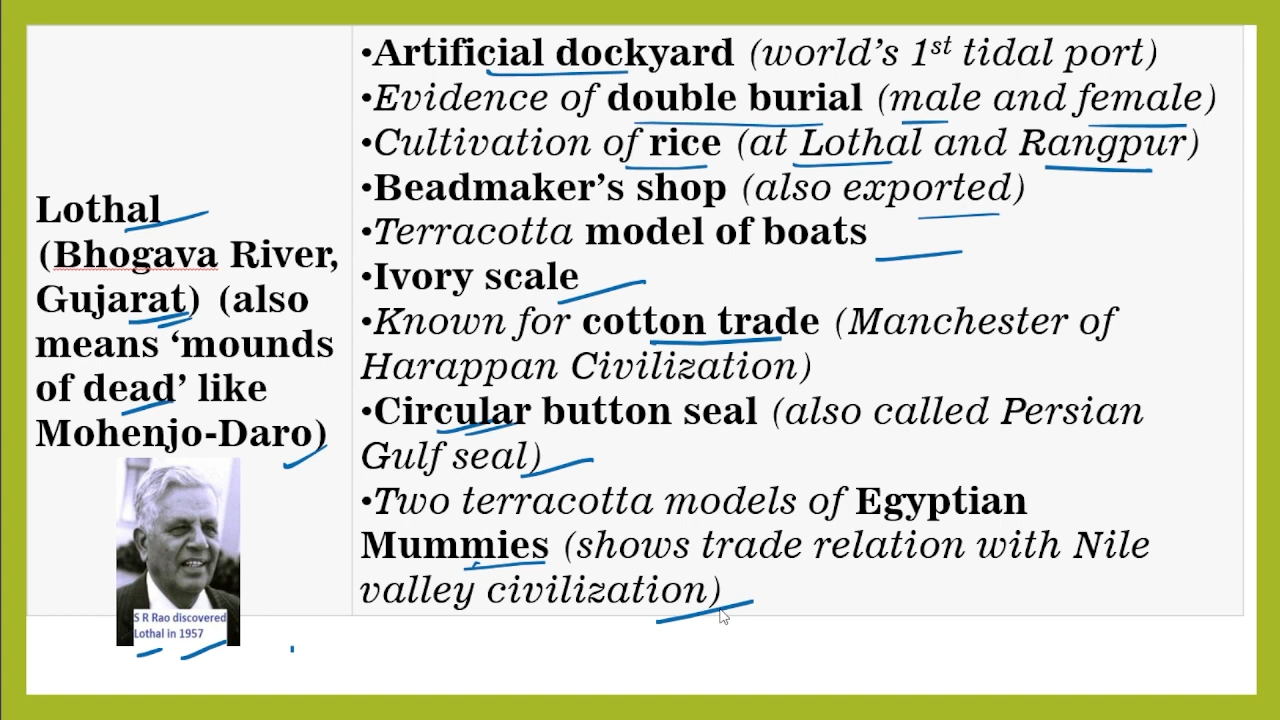 Lothal
(Bhogava River,
Gujarat) (also
means ‘mounds
of dead’ like
Mohenjo-Daro)
S R Rao discovered
Lothal in 1957
•Artificial dockyard (world’s 1st tidal port)
•Evidence of double burial (male and female)
•Cultivation of rice (at Lothal and Rangpur)
•Beadmaker’s shop (also exported)
•Terracotta model of boats
•Ivory scale
•Known for cotton trade (Manchester of
Harappan Civilization)
•Circular button seal (also called Persian
Gulf seal)
•Two terracotta models of Egyptian
Mummies (shows trade relation with Nile
valley civilization)